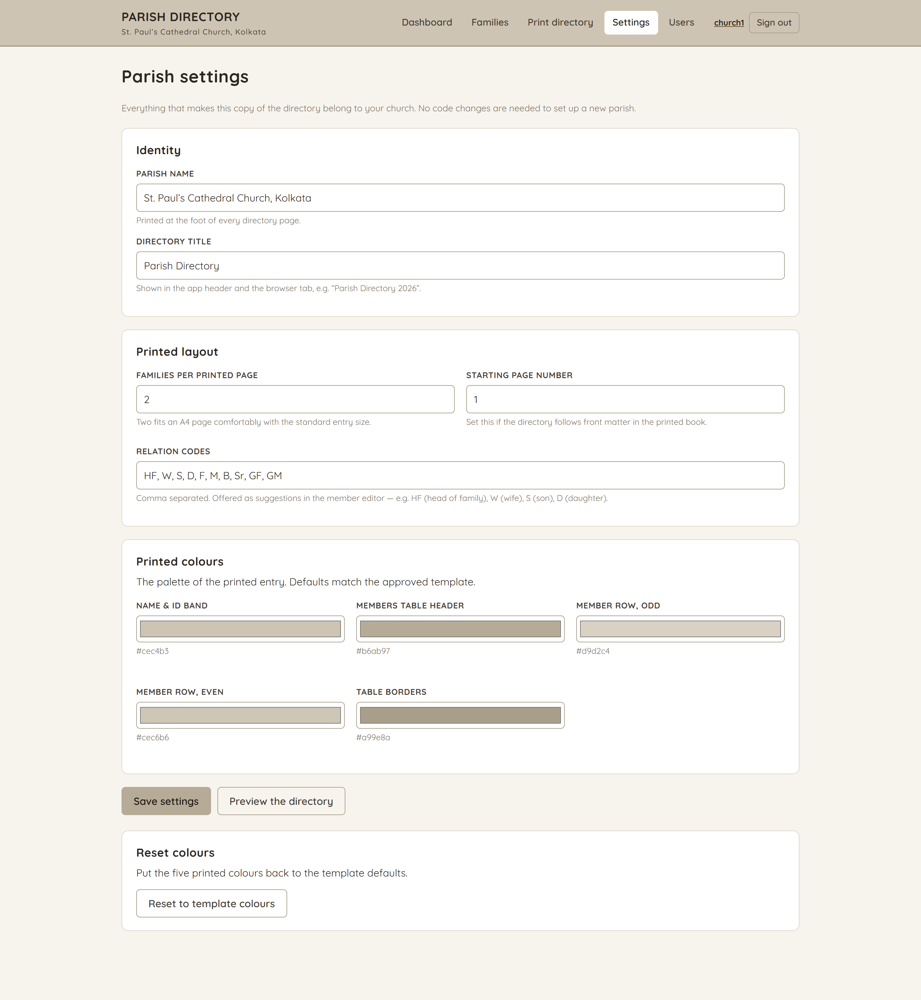 PARISH DIRECTORY
St. Paul’s Cathedral Church, Kolkata
Dashboard Families Print directory Settings Users church1 Sign out
Parish settings
Everything that makes this copy of the directory belong to your church. No code changes are needed to set up a new parish.
Identity
PARISH NAME
St. Paul’s Cathedral Church, Kolkata
Printed at the foot of every directory page.
DIRECTORY TITLE
Parish Directory
Shown in the app header and the browser tab, e.g. “Parish Directory 2026”.
Printed layout
FAMILIES PER PRINTED PAGE
2
Two fits an A4 page comfortably with the standard entry size.
STARTING PAGE NUMBER
1
Set this if the directory follows front matter in the printed book.
RELATION CODES
HF, W, S, D, F, M, B, Sr, GF, GM
Comma separated. Offered as suggestions in the member editor — e.g. HF (head of family), W (wife), S (son), D (daughter).
Printed colours
The palette of the printed entry. Defaults match the approved template.
NAME & ID BAND
#cec4b3
MEMBERS TABLE HEADER
#b6ab97
MEMBER ROW, ODD
#d9d2c4
MEMBER ROW, EVEN
#cec6b6
TABLE BORDERS
#a99e8a
Save settings
Preview the directory
Reset colours
Put the five printed colours back to the template defaults.
Reset to template colours